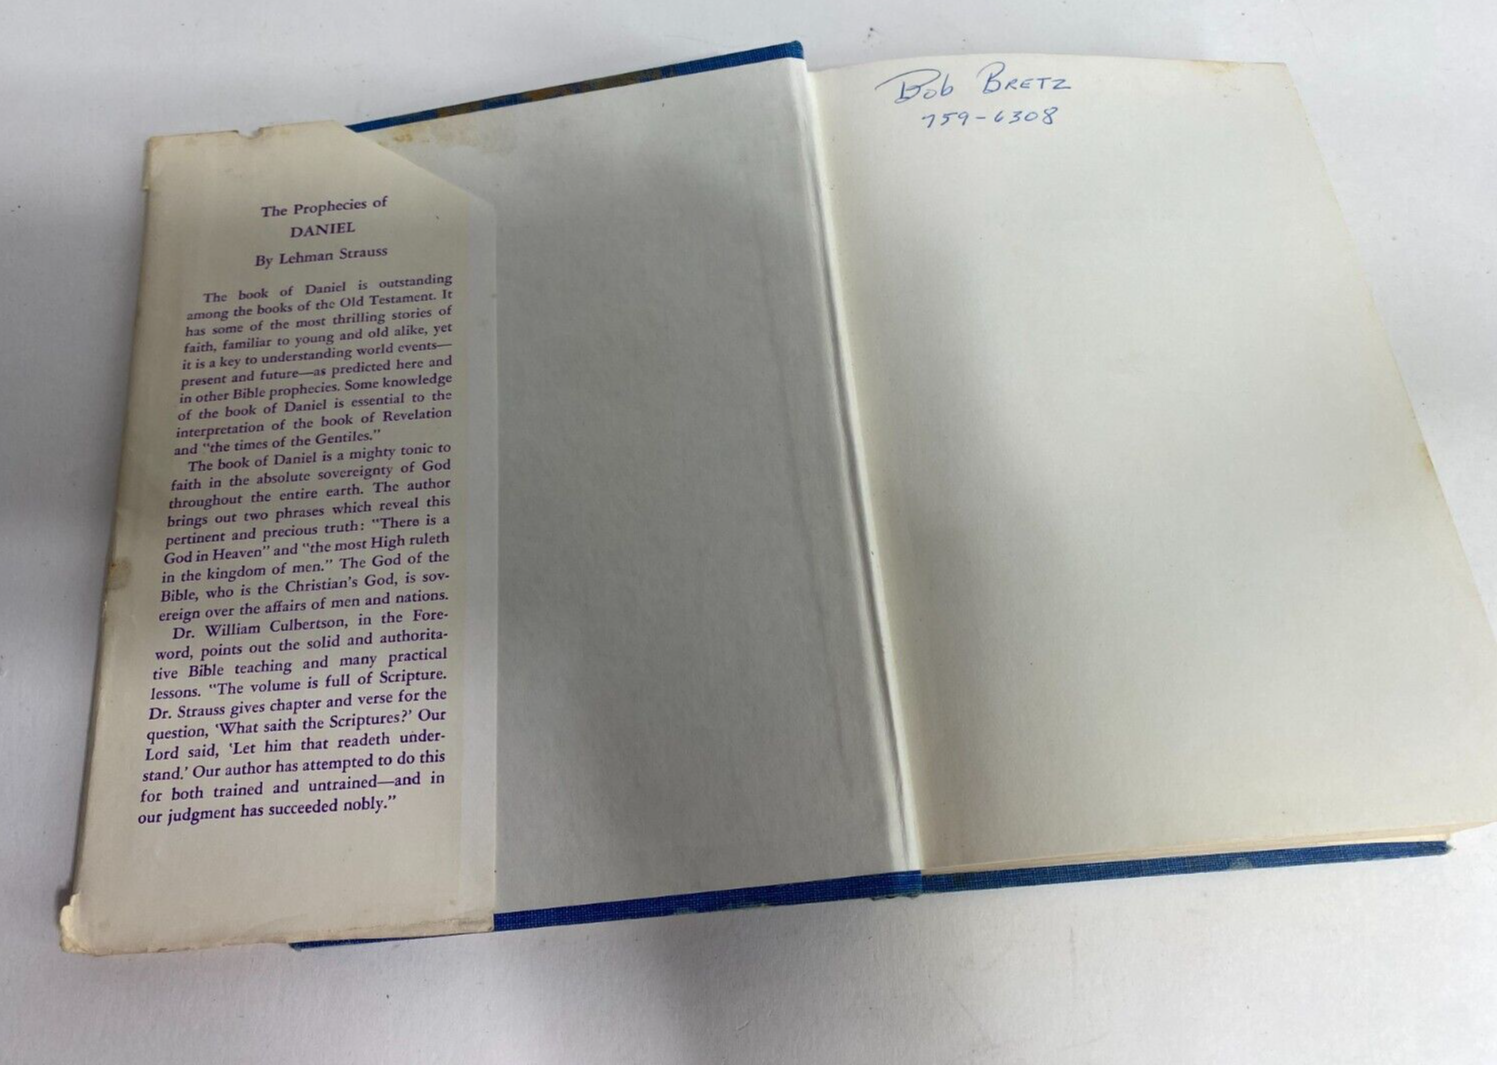 The Prophecies of
DANIEL
By Lehman Strauss
The book of Daniel is outstanding
among the books of the Old Testament. It
has some of the most thrilling stories of
faith, familiar to young and old alike, yet
it is a key to understanding world events—
present and future—as predicted here and
in other Bible prophecies. Some knowledge
of the book of Daniel is essential to the
interpretation of the book of Revelation
and "the times of the Gentiles."
The book of Daniel is a mighty tonic to
faith in the absolute sovereignty of God
throughout the entire earth. The author
brings out two phrases which reveal this
pertinent and precious truth: "There is a
God in Heaven" and "the most High ruleth
in the kingdom of men." The God of the
Bible, who is the Christian's God, is sov-
ereign over the affairs of men and nations.
Dr. William Culbertson, in the Fore-
word, points out the solid and authorita-
tive Bible teaching and many practical
lessons. "The volume is full of Scripture.
Dr. Strauss gives chapter and verse for the
question, 'What saith the Scriptures?' Our
Lord said, 'Let him that readeth under-
stand.' Our author has attempted to do this
for both trained and untrained—and in
our judgment has succeeded nobly."
Bob BRETZ
759-6308